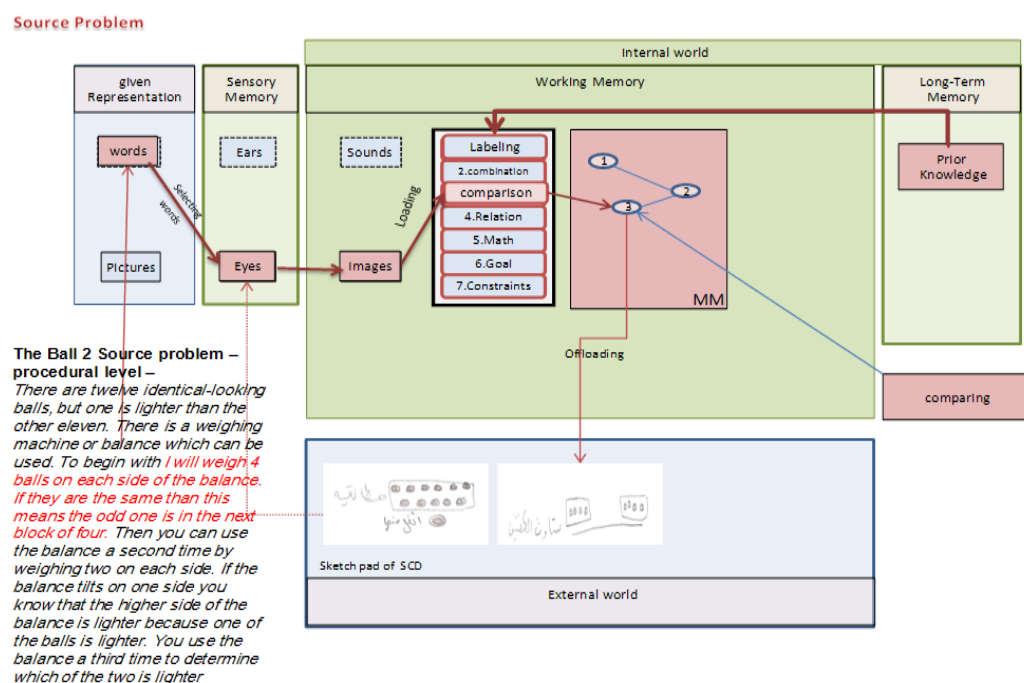 Source Problem
Internal world
given
Representation
Sensory
Memory
Working Memory
Long-Term
Memory
words
Ears
Sounds
Labeling
2.combination
comparison
4.Relation
5.Math
6.Goal
7.Constraints
1
2
3
MM
Prior
Knowledge
Selecting
words
Loading
Pictures
Eyes
Images
Offloading
comparing
The Ball 2 Source problem –
procedural level –
There are twelve identical-looking
balls, but one is lighter than the
other eleven. There is a weighing
machine or balance which can be
used. To begin with I will weigh 4
balls on each side of the balance.
If they are the same than this
means the odd one is in the next
block of four. Then you can use
the balance a second time by
weighing two on each side. If the
balance tilts on one side you
know that the higher side of the
balance is lighter because one of
the balls is lighter. You use the
balance a third time to determine
which of the two is lighter
Sketch pad of SCD
External world